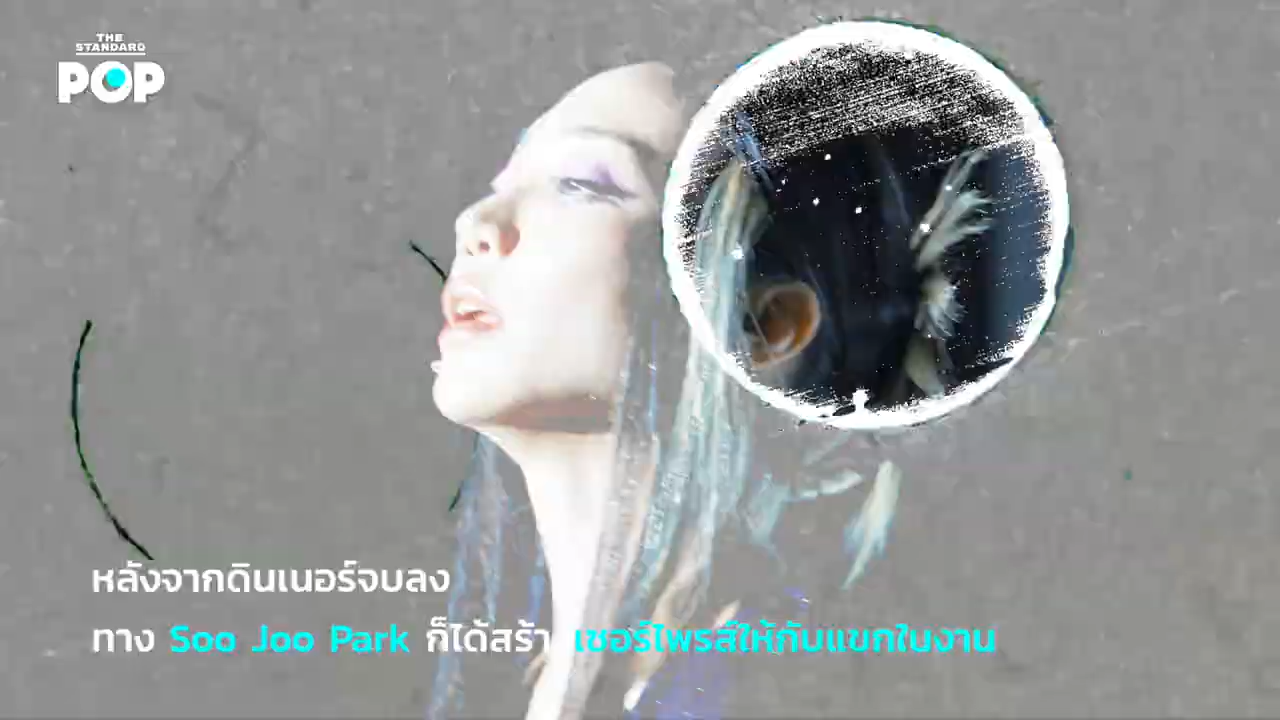 THE
STANDARD
POP
หลังจากดินเนอร์จบลง
ทาง Soo Joo Park ก็ได้สร้า เซอร์ไพรส์ให้กับแขกในงาน